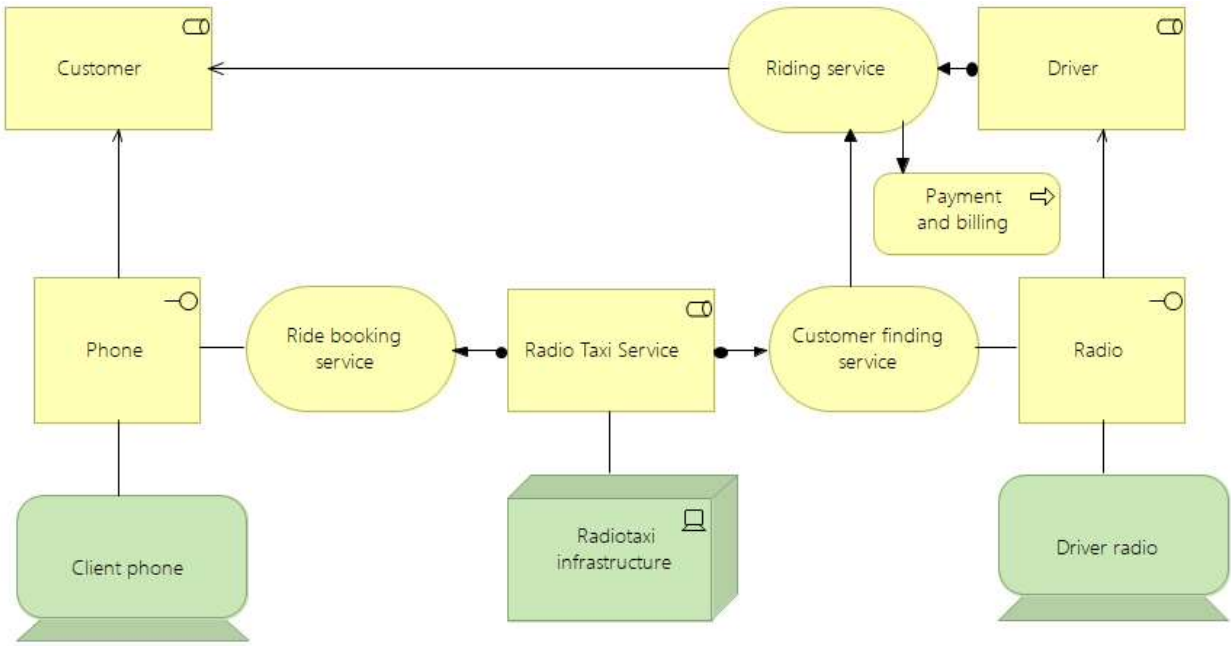 Customer
Riding service
Driver
Payment
and billing
Phone
Ride booking
service
Radio Taxi Service
Customer finding
service
Radio
Client phone
Radiotaxi
infrastructure
Driver radio